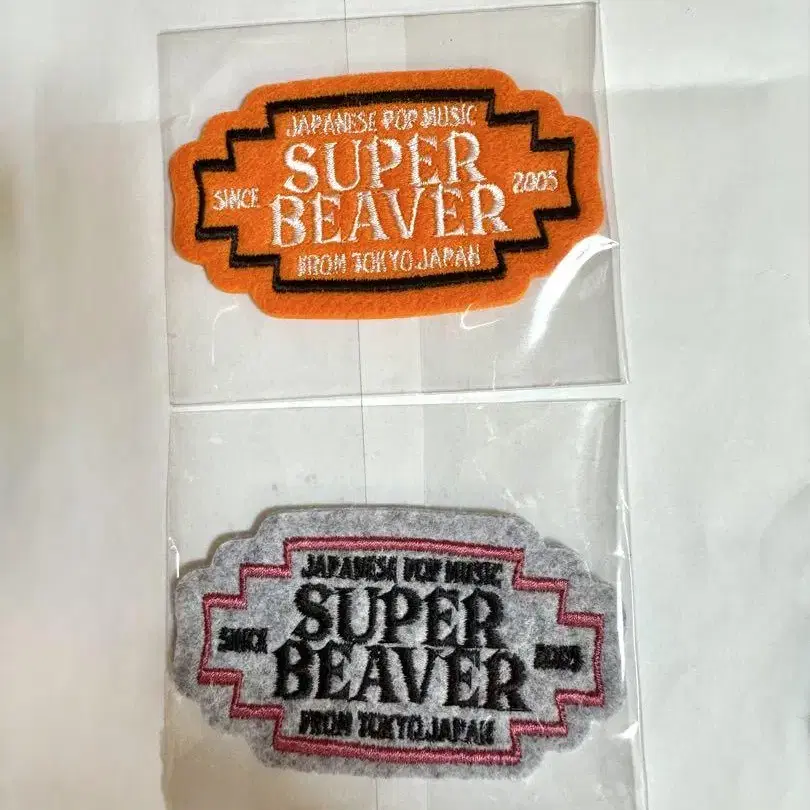 JAPANESE POP MUSIC
SUPER
SINCE 2005
BEAVER
FROM TOKYO.JAPAN
JAPANESE POP MUSIC
SUPER
SINCE 2005
BEAVER
FROM TOKYO.JAPAN